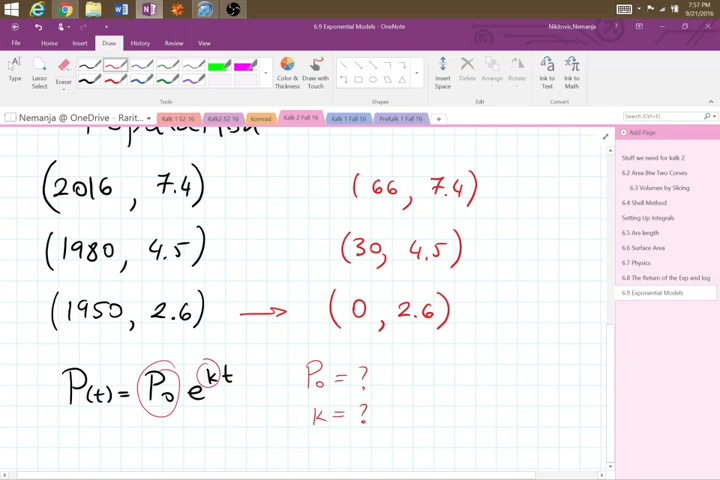 7:57 PM
9/21/2016
6.9 Exponential Models - OneNote
Nikitovic, Nemanja
File Home Insert Draw History Review View
Type
Lasso Select
Eraser
Color & Thickness
Draw with Touch
Insert Space
Delete
Arrange
Rotate
Ink to Text
Ink to Math
Tools Shapes Edit Convert
Nemanja @ OneDrive - Rarit...
Kalk 1 S2 16 Kalk2 S2 16 komrad Kalk 2 Fall 16 Kalk 1 Fall 16 PreKalk 1 Fall 16 +
Search (Ctrl+E)
Add Page
Stuff we need for kalk 2
6.2 Area Btw Two Curves
6.3 Volumes by Slicing
6.4 Shell Method
Setting Up Integrals
6.5 Arc length
6.6 Surface Area
6.7 Physics
6.8 The Return of the Exp and log
6.9 Exponential Models
(2016, 7.4) (66, 7.4)
(1980, 4.5) (30, 4.5)
(1950, 2.6) → (0, 2.6)
P(t) = P₀ e^kt
P₀ = ?
k = ?